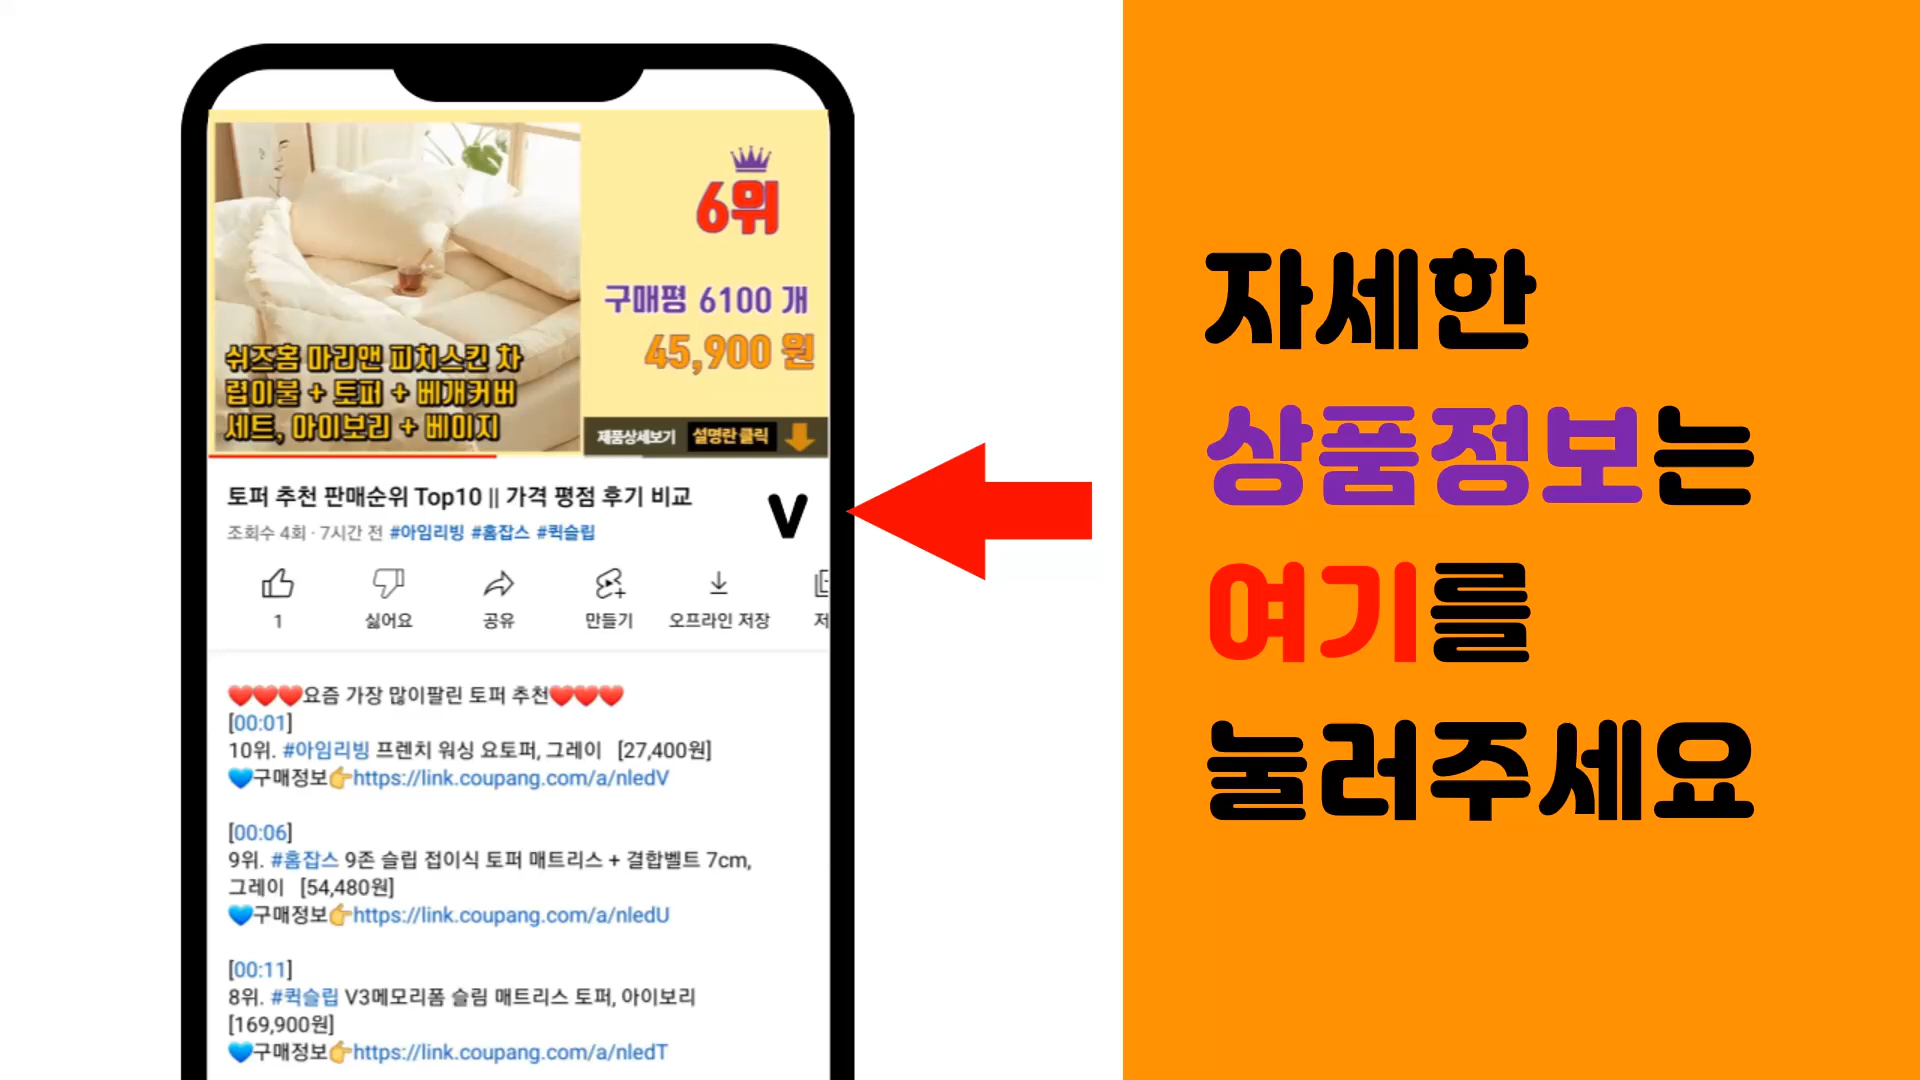 6위
구매평 6100 개
45,900 원
쉬즈홈 마리앤 피치스킨 차
렵이불 + 토퍼 + 베개커버
세트, 아이보리 + 베이지
제품상세보기 설명란 클릭
토퍼 추천 판매순위 Top10 || 가격 평점 후기 비교
V
조회수 4회 · 7시간 전 #아임리빙 #홈잡스 #퀵슬립
1 싫어요 공유 만들기 오프라인 저장 저
❤️❤️❤️요즘 가장 많이팔린 토퍼 추천❤️❤️❤️
[00:01]
10위. #아임리빙 프렌치 워싱 요토퍼, 그레이 [27,400원]
💙구매정보👉https://link.coupang.com/a/nledV
[00:06]
9위. #홈잡스 9존 슬립 접이식 토퍼 매트리스 + 결합벨트 7cm,
그레이 [54,480원]
💙구매정보👉https://link.coupang.com/a/nledU
[00:11]
8위. #퀵슬립 V3메모리폼 슬림 매트리스 토퍼, 아이보리
[169,900원]
💙구매정보👉https://link.coupang.com/a/nledT
자세한
상품정보는
여기를
눌러주세요